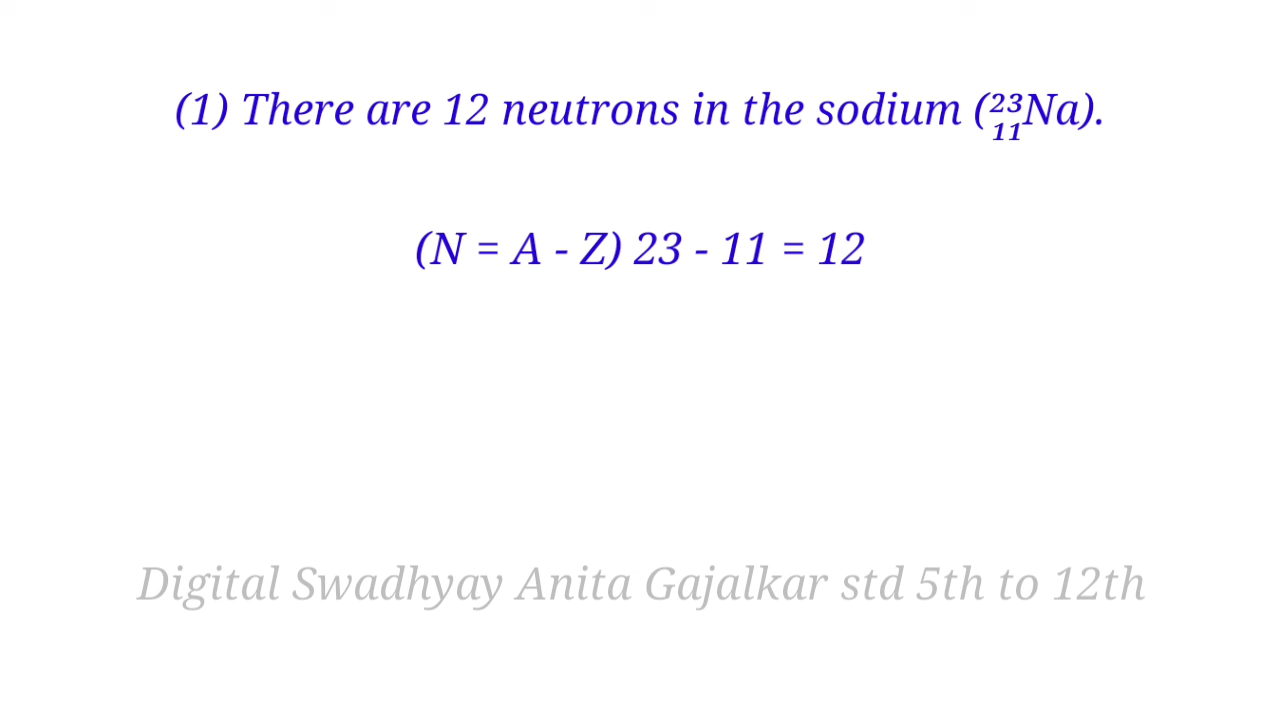 (1) There are 12 neutrons in the sodium (²³₁₁Na).
(N = A - Z) 23 - 11 = 12
Digital Swadhyay Anita Gajalkar std 5th to 12th